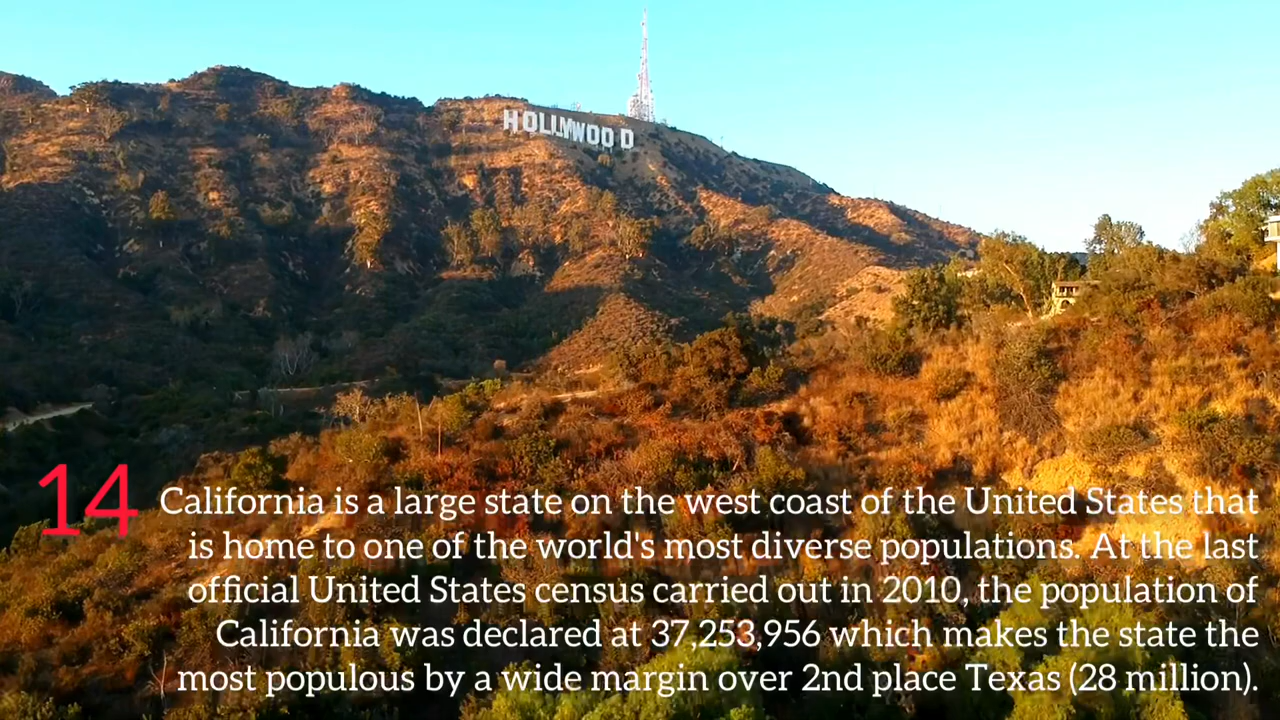 HOLLYWOOD
14
California is a large state on the west coast of the United States that
is home to one of the world's most diverse populations. At the last
official United States census carried out in 2010, the population of
California was declared at 37,253,956 which makes the state the
most populous by a wide margin over 2nd place Texas (28 million).